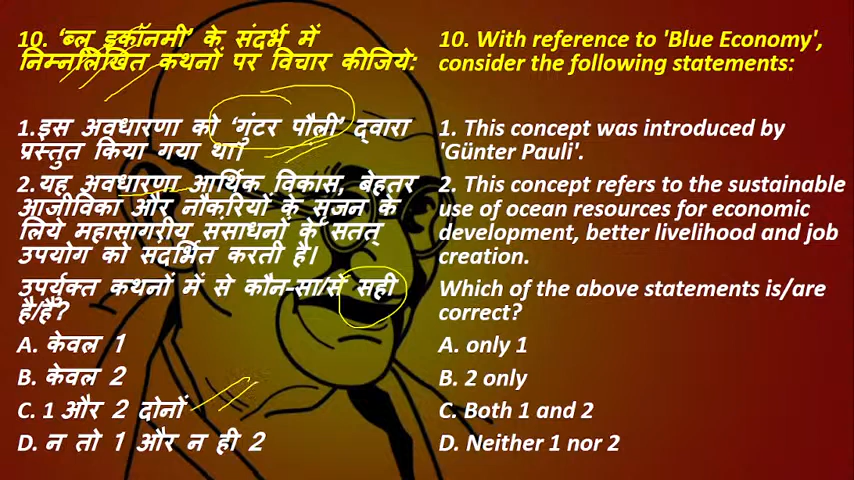 10. ‘ब्लू इकॉनमी’ के संदर्भ में
निम्नलिखित कथनों पर विचार कीजिये:
1.इस अवधारणा को ‘गुंटर पौली’ द्वारा
प्रस्तुत किया गया था।
2.यह अवधारणा आर्थिक विकास, बेहतर
आजीविका और नौकरियों के सृजन के
लिये महासागरीय संसाधनों के सतत्
उपयोग को संदर्भित करती है।
उपर्युक्त कथनों में से कौन-सा/से सही
है/हैं?
A. केवल 1
B. केवल 2
C. 1 और 2 दोनों
D. न तो 1 और न ही 2
10. With reference to 'Blue Economy',
consider the following statements:
1. This concept was introduced by
'Günter Pauli'.
2. This concept refers to the sustainable
use of ocean resources for economic
development, better livelihood and job
creation.
Which of the above statements is/are
correct?
A. only 1
B. 2 only
C. Both 1 and 2
D. Neither 1 nor 2